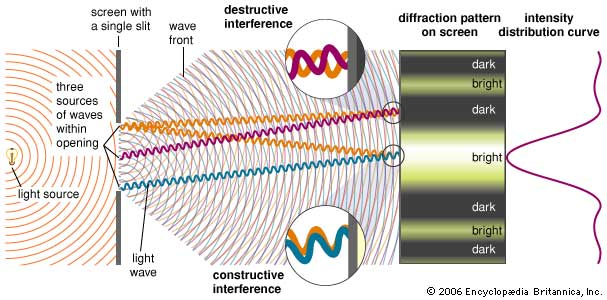 screen with
a single slit
wave
front
destructive
interference
diffraction pattern
on screen
intensity
distribution curve
three
sources
of waves
within
opening
light source
light
wave
constructive
interference
dark
bright
dark
bright
dark
bright
dark
© 2006 Encyclopædia Britannica, Inc.